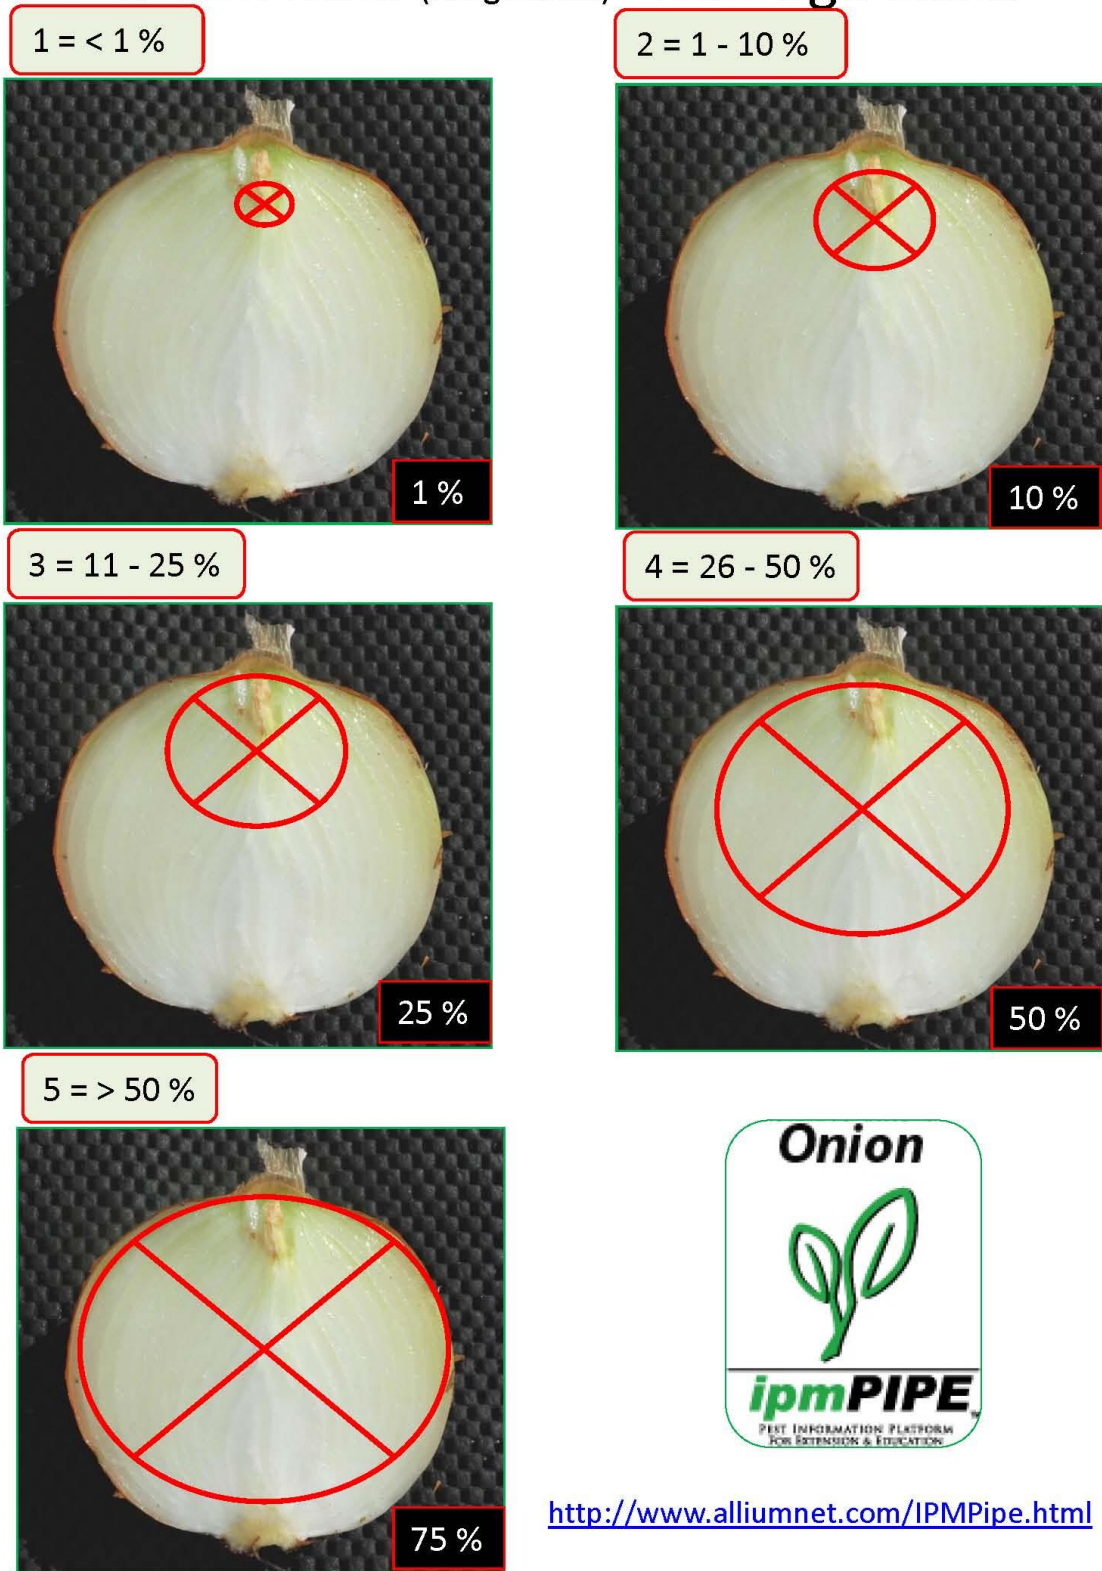 1 = < 1 %
2 = 1 - 10 %
1 %
10 %
3 = 11 - 25 %
4 = 26 - 50 %
25 %
50 %
5 = > 50 %
75 %
Onion
ipmPIPE
PEST INFORMATION PLATFORM
FOR EXTENSION & EDUCATION
http://www.alliumnet.com/IPMPipe.html